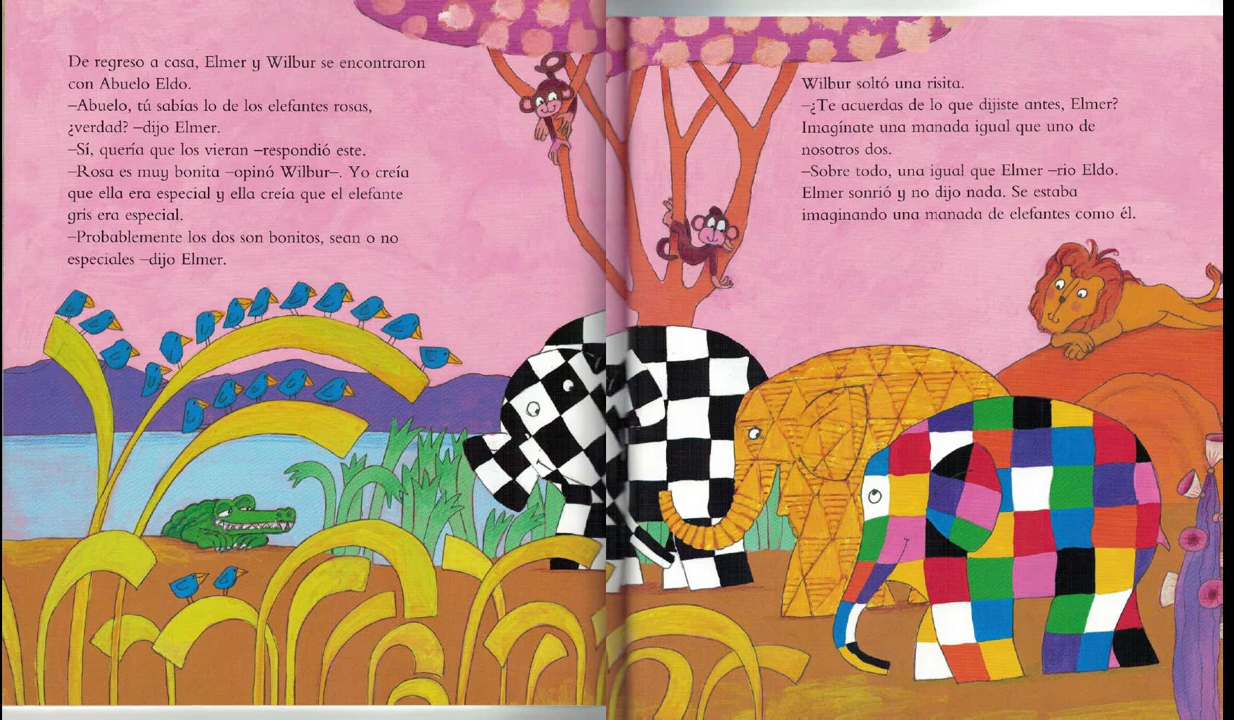 De regreso a casa, Elmer y Wilbur se encontraron
con Abuelo Eldo.
–Abuelo, tú sabías lo de los elefantes rosas,
¿verdad? –dijo Elmer.
–Sí, quería que los vieran –respondió este.
–Rosa es muy bonita –opinó Wilbur–. Yo creía
que ella era especial y ella creía que el elefante
gris era especial.
–Probablemente los dos son bonitos, sean o no
especiales –dijo Elmer.
Wilbur soltó una risita.
–¿Te acuerdas de lo que dijiste antes, Elmer?
Imagínate una manada igual que uno de
nosotros dos.
–Sobre todo, una igual que Elmer –rio Eldo.
Elmer sonrió y no dijo nada. Se estaba
imaginando una manada de elefantes como él.